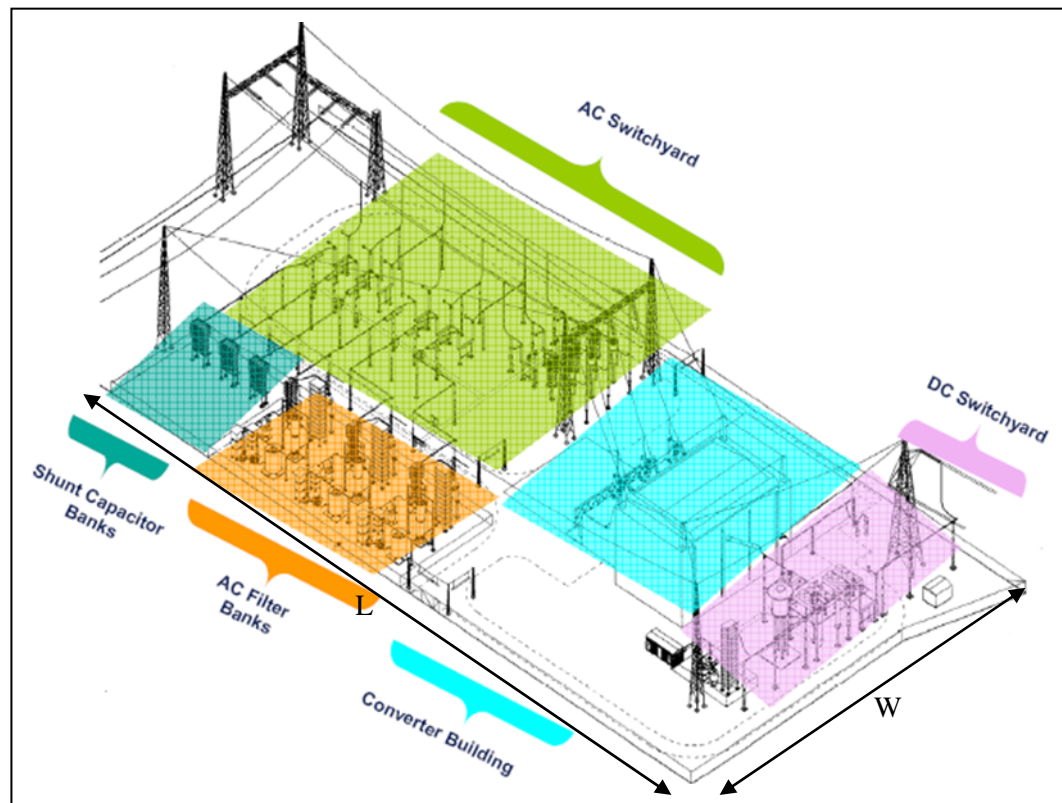 AC Switchyard
DC Switchyard
Shunt Capacitor
Banks
AC Filter
Banks
L
Converter Building
W